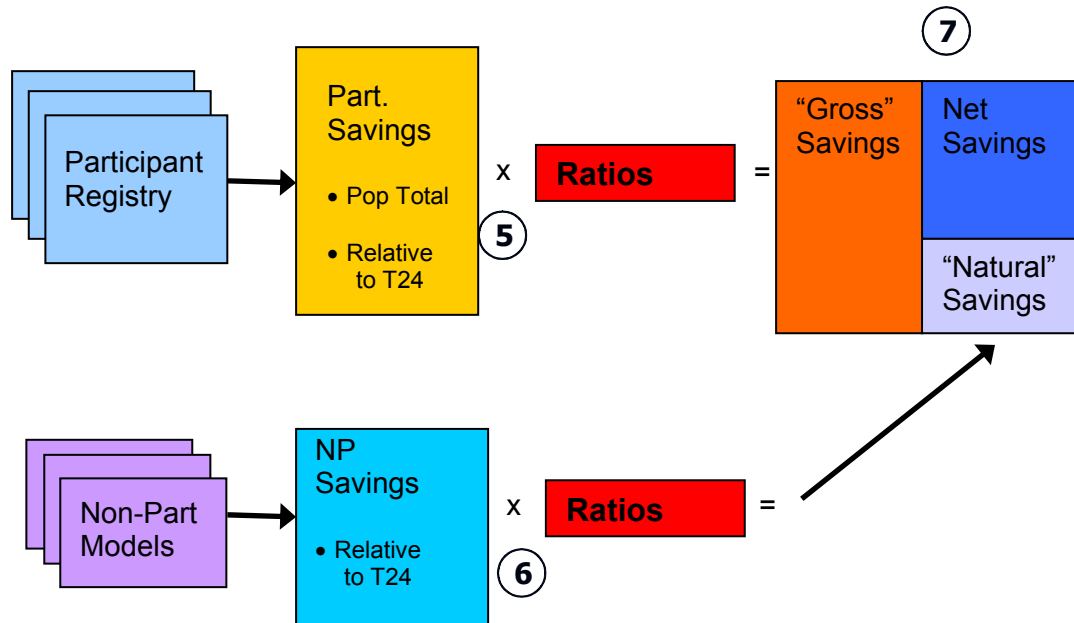 7
Participant
Registry
Part.
Savings
• Pop Total
• Relative
to T24
5
x
Ratios
=
“Gross”
Savings
Net
Savings
“Natural”
Savings
Non-Part
Models
NP
Savings
• Relative
to T24
6
x
Ratios
=